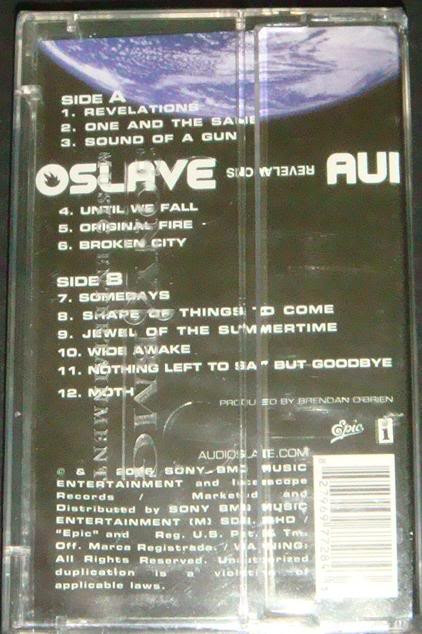 SIDE A
1. REVELATIONS
2. ONE AND THE SAME
3. SOUND OF A GUN
OSLAVE REVELATIONS AUI
4. UNTIL WE FALL
5. ORIGINAL FIRE
6. BROKEN CITY
SIDE B
7. SOMEDAYS
8. SHAPE OF THINGS TO COME
9. JEWEL OF THE SUMMERTIME
10. WIDE AWAKE
11. NOTHING LEFT TO SAY BUT GOODBYE
12. MOTH
PRODUCED BY BRENDAN O'BRIEN
Epic
1
AUDIOSLAVE.COM
© & 2006 SONY BMG MUSIC
ENTERTAINMENT and Interscope
Records / Marketed and
Distributed by SONY BMG MUSIC
ENTERTAINMENT (M) SDN. BHD /
"Epic" and Reg. U.S. Pat. & Tm.
Off. Marca Registrada. / WARNING:
All Rights Reserved. Unauthorized
duplication is a violation of
applicable laws.
SONY BMG
MUSIC ENTERTAINMENT